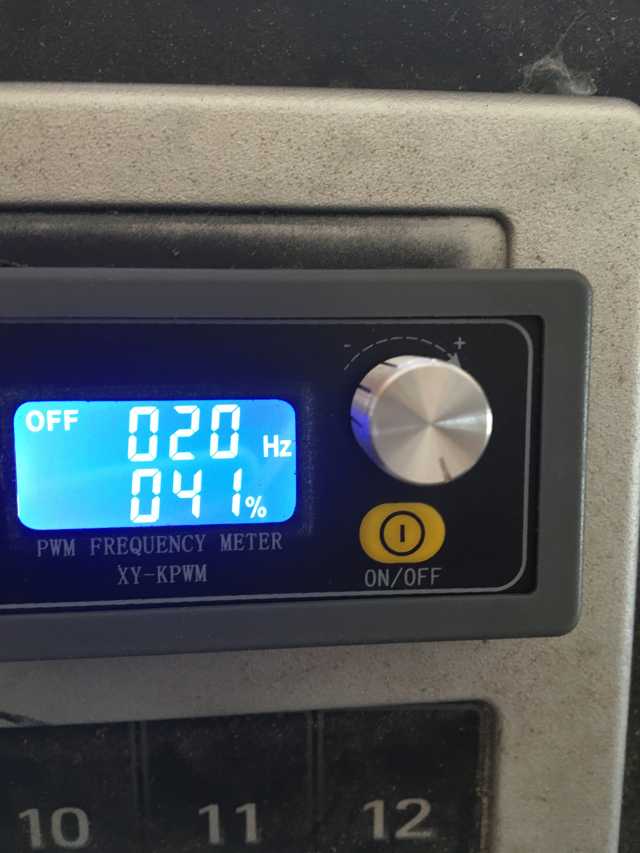 - +
OFF 020 Hz
041 %
PWM FREQUENCY METER
XY-KPWM
ON/OFF
10 11 12